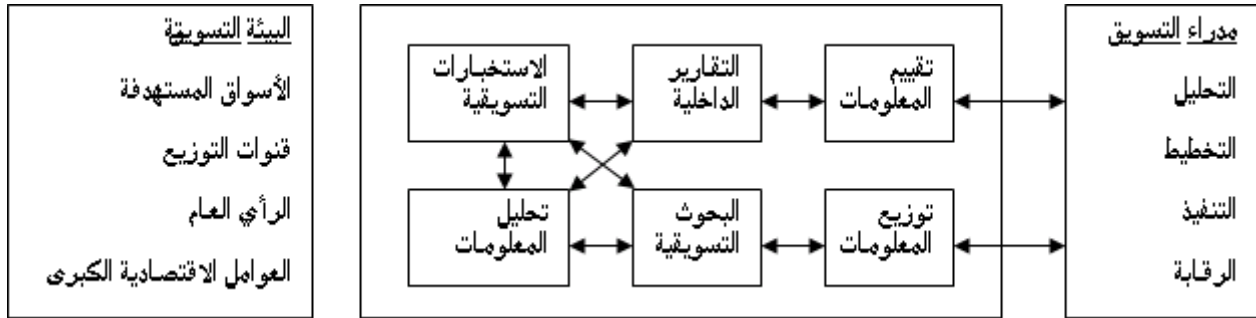 مدراء التسويق
التحليل
التخطيط
التنفيذ
الرقابة
تقييم
المعلومات
التقارير
الداخلية
الاستخبارات
التسويقية
توزيع
المعلومات
البحوث
التسويقية
تحليل
المعلومات
البيئة التسويقة
الأسواق المستهدفة
قنوات التوزيع
الرأي العام
العوامل الاقتصادية الكبرى